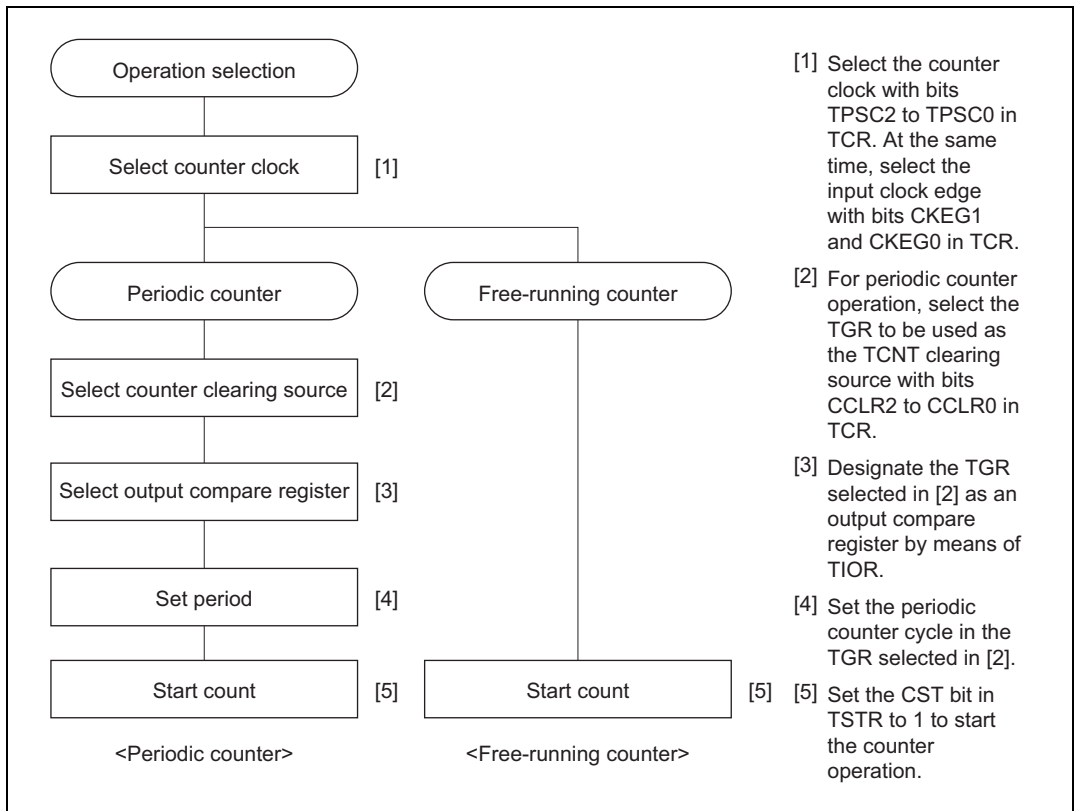 Operation selection
Select counter clock
[1]
Periodic counter
Free-running counter
Select counter clearing source
[2]
Select output compare register
[3]
Set period
[4]
Start count
[5]
Start count
[5]
<Periodic counter>
<Free-running counter>
[1] Select the counter
clock with bits
TPSC2 to TPSC0 in
TCR. At the same
time, select the
input clock edge
with bits CKEG1
and CKEG0 in TCR.
[2] For periodic counter
operation, select the
TGR to be used as
the TCNT clearing
source with bits
CCLR2 to CCLR0 in
TCR.
[3] Designate the TGR
selected in [2] as an
output compare
register by means of
TIOR.
[4] Set the periodic
counter cycle in the
TGR selected in [2].
[5] Set the CST bit in
TSTR to 1 to start
the counter
operation.